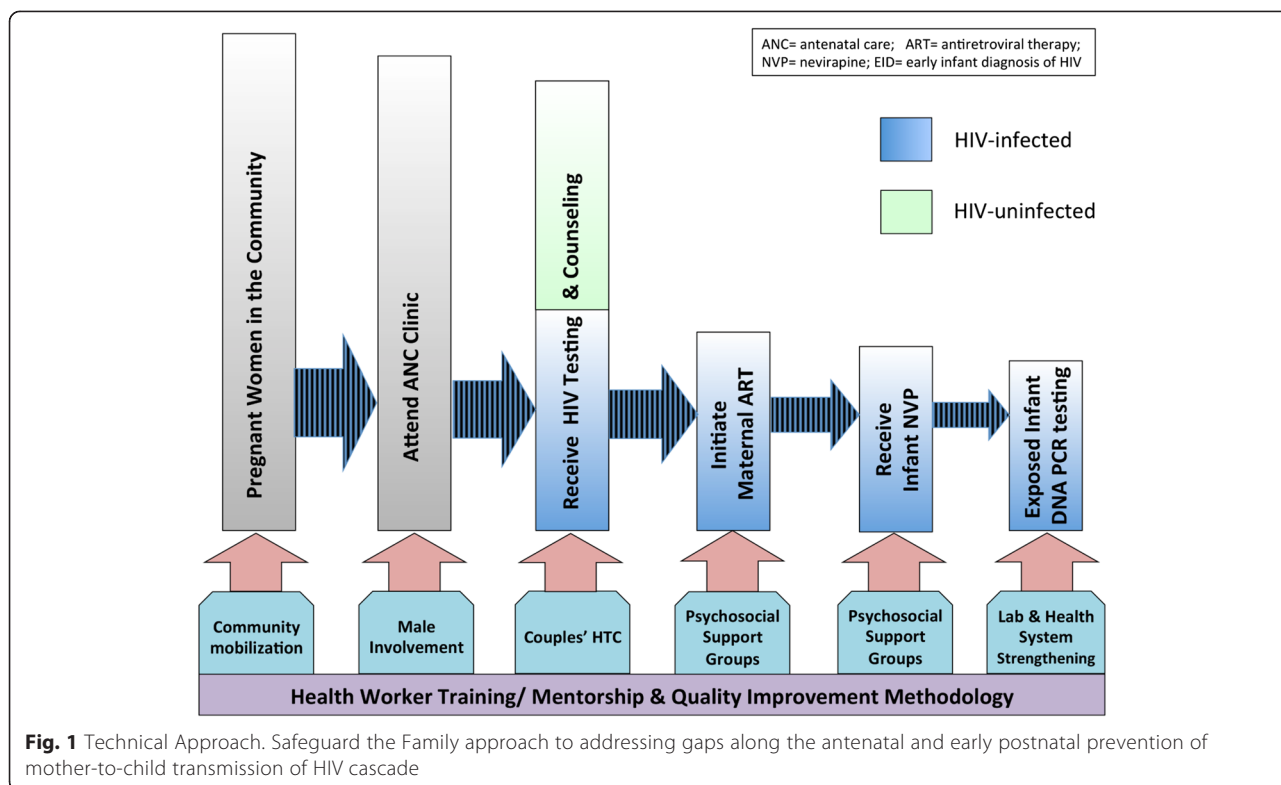 ANC= antenatal care;   ART= antiretroviral therapy;
NVP= nevirapine; EID= early infant diagnosis of HIV
HIV-infected
HIV-uninfected
Pregnant Women in the Community
Attend ANC Clinic
Receive HIV Testing & Counseling
Initiate
Maternal ART
Receive
Infant NVP
Exposed Infant
DNA PCR testing
Community
mobilization
Male
Involvement
Couples' HTC
Psychosocial
Support
Groups
Psychosocial
Support
Groups
Lab & Health
System
Strengthening
Health Worker Training/ Mentorship & Quality Improvement Methodology
Fig. 1 Technical Approach. Safeguard the Family approach to addressing gaps along the antenatal and early postnatal prevention of
mother-to-child transmission of HIV cascade